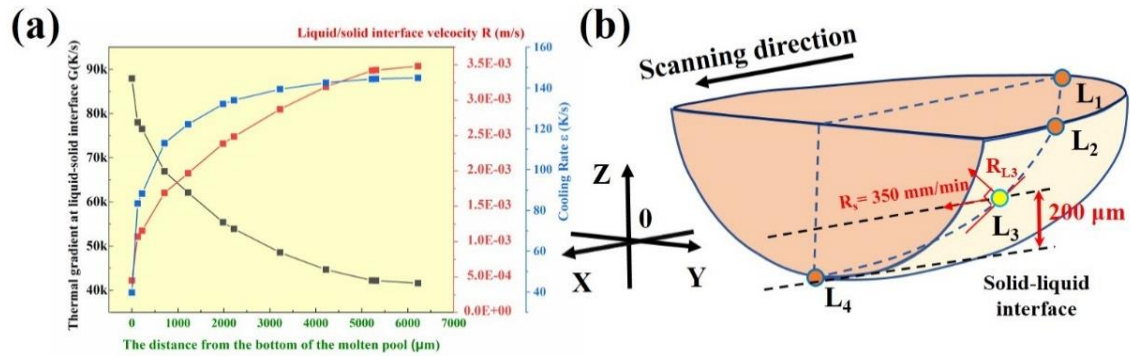 (a)
Liquid/solid interface velcocity R (m/s)
Thermal gradient at liquid-solid interface G(K/s)
90k
80k
70k
60k
50k
40k
3.5E-03
3.0E-03
2.5E-03
2.0E-03
1.5E-03
1.0E-03
5.0E-04
0.0E+00
160
140
120
100
80
60
40
Cooling Rate ε (K/s)
0 1000 2000 3000 4000 5000 6000 7000
The distance from the bottom of the molten pool (μm)
(b)
Scanning direction
L1
L2
RL3
Rs= 350 mm/min
L3
200 μm
L4
Solid-liquid
interface
Z
0
X
Y